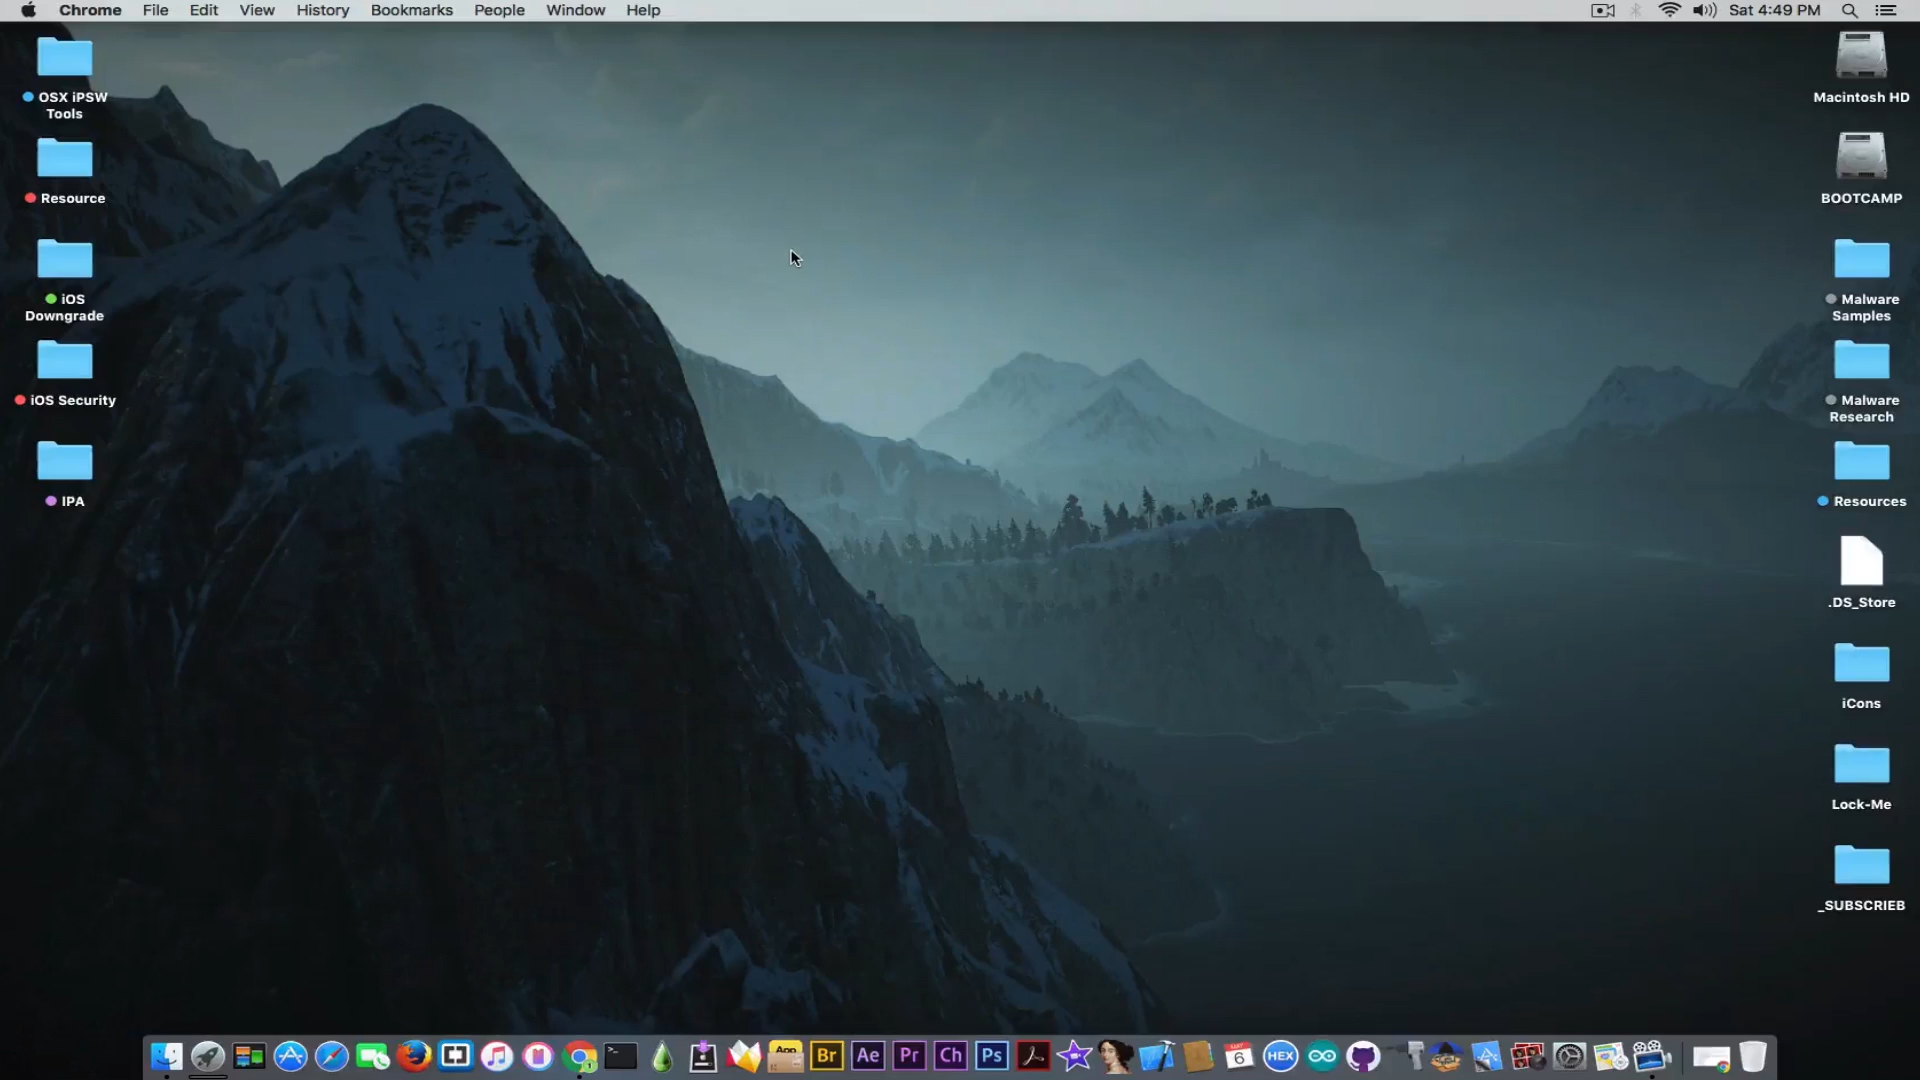 Chrome File Edit View History Bookmarks People Window Help Sat 4:49 PM
OSX iPSW
Tools
Resource
iOS
Downgrade
iOS Security
IPA
Macintosh HD
BOOTCAMP
Malware
Samples
Malware
Research
Resources
.DS_Store
iCons
Lock-Me
_SUBSCRIEB
App Br Ae Pr Ch Ps 6 HEX